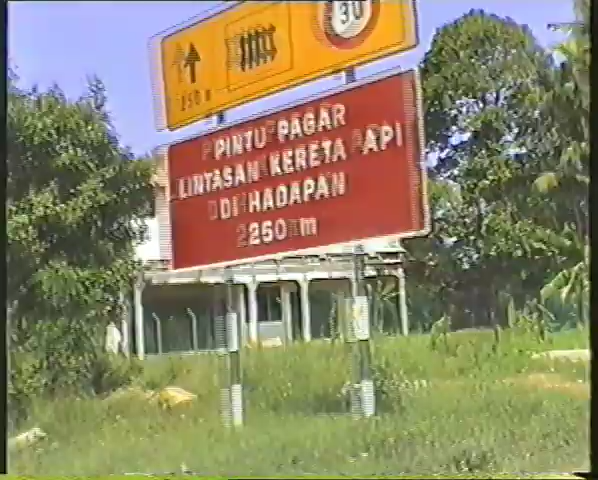 250 m
30
PINTU PAGAR
LINTASAN KERETA API
DI HADAPAN
250 m